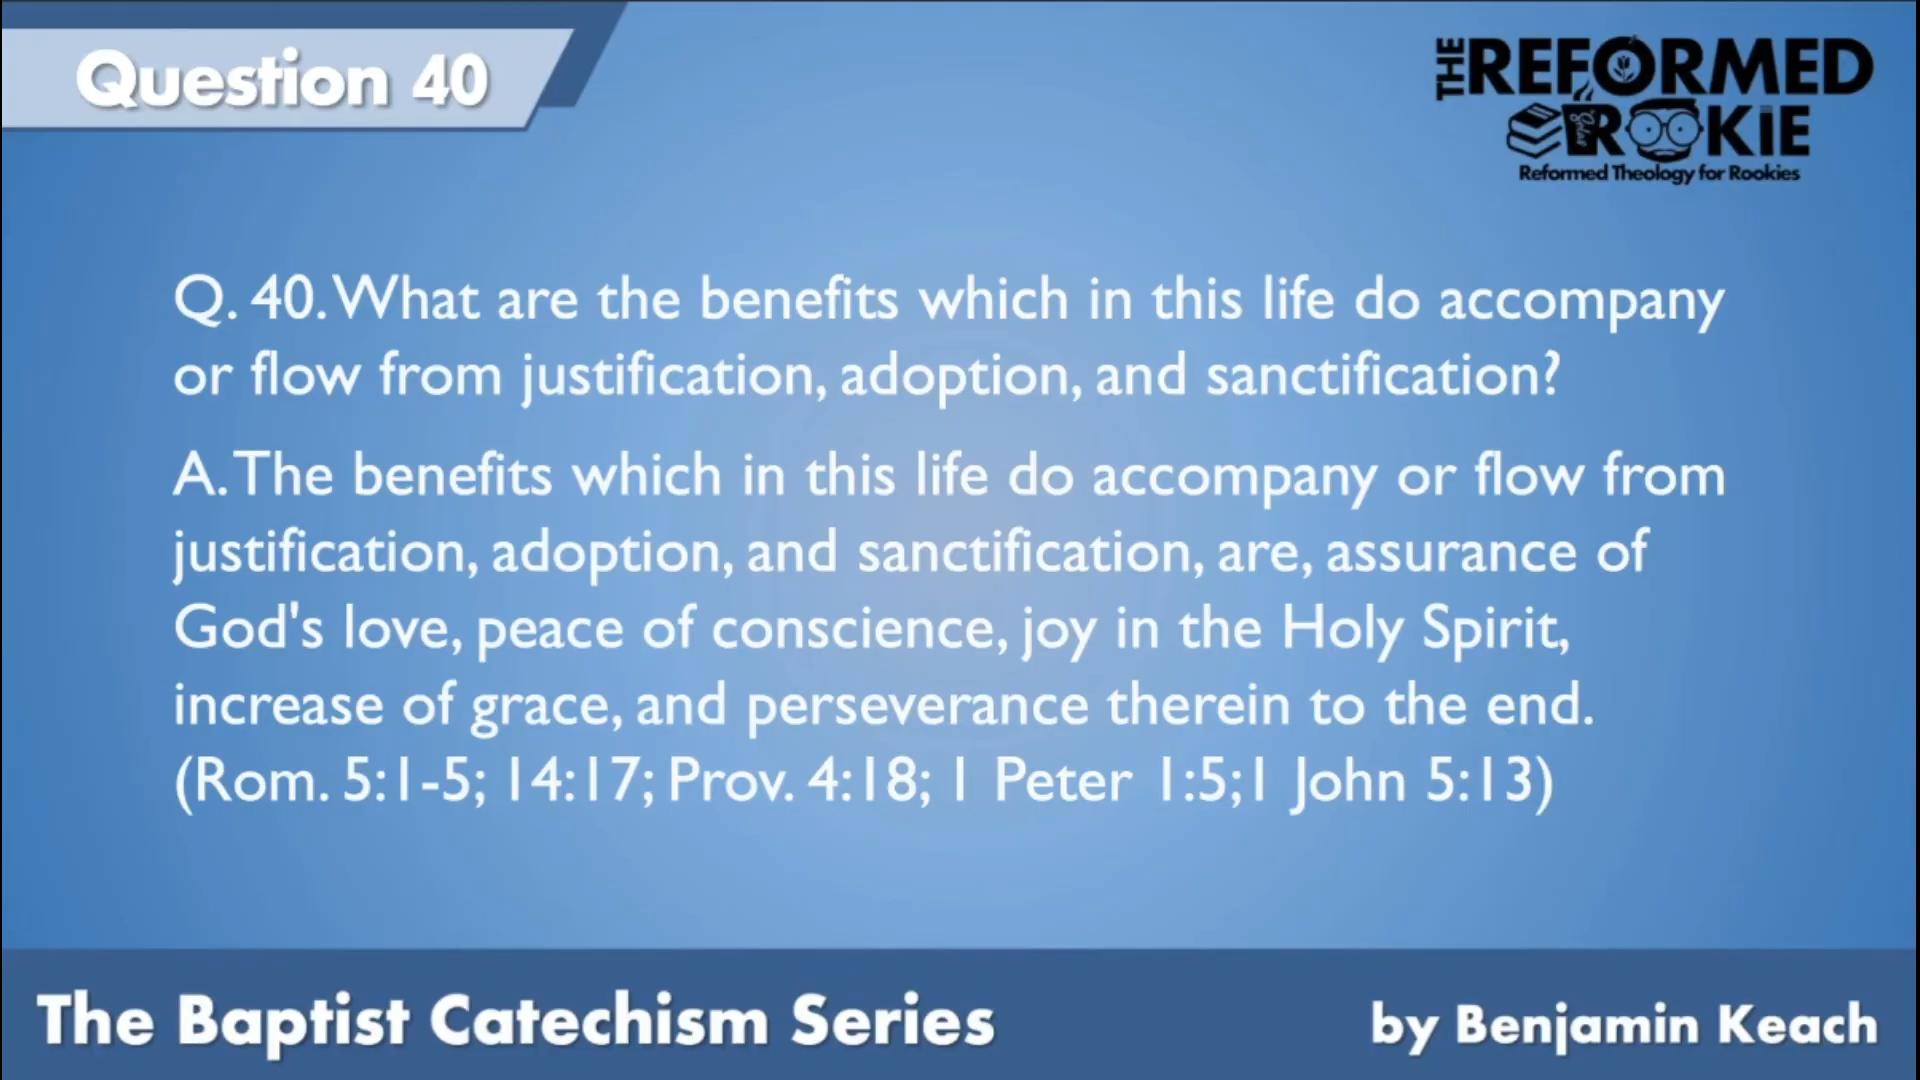 Question 40
THE REFORMED
ROOKIE
Reformed Theology for Rookies
Q. 40. What are the benefits which in this life do accompany
or flow from justification, adoption, and sanctification?
A. The benefits which in this life do accompany or flow from
justification, adoption, and sanctification, are, assurance of
God's love, peace of conscience, joy in the Holy Spirit,
increase of grace, and perseverance therein to the end.
(Rom. 5:1-5; 14:17; Prov. 4:18; 1 Peter 1:5;1 John 5:13)
The Baptist Catechism Series
by Benjamin Keach